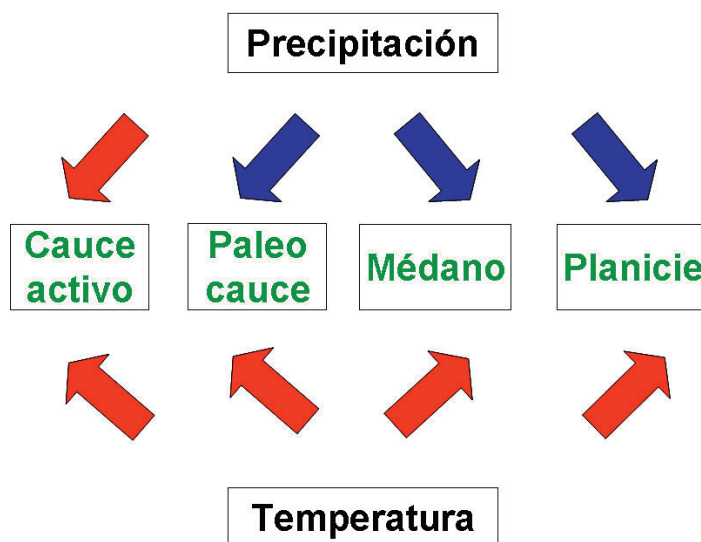 Precipitación
Cauce
activo
Paleo
cauce
Médano
Planicie
Temperatura